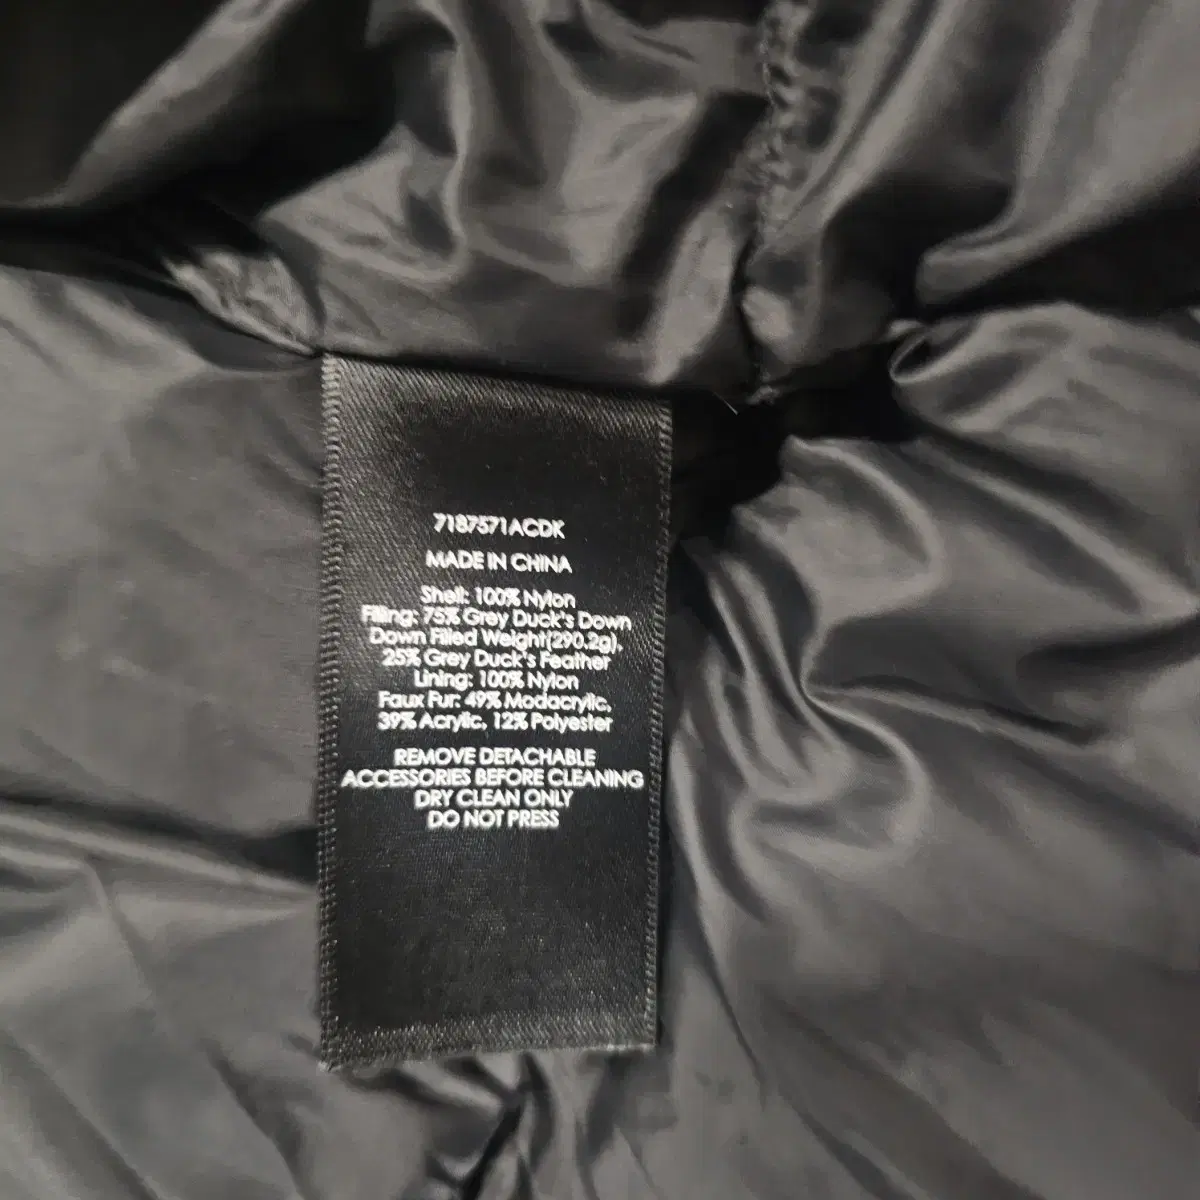 7187571ACDK
MADE IN CHINA
Shell: 100% Nylon
Filling: 75% Grey Duck's Down
Down Filled Weight(290.2g),
25% Grey Duck's Feather
Lining: 100% Nylon
Faux Fur: 49% Modacrylic,
39% Acrylic, 12% Polyester
REMOVE DETACHABLE
ACCESSORIES BEFORE CLEANING
DRY CLEAN ONLY
DO NOT PRESS